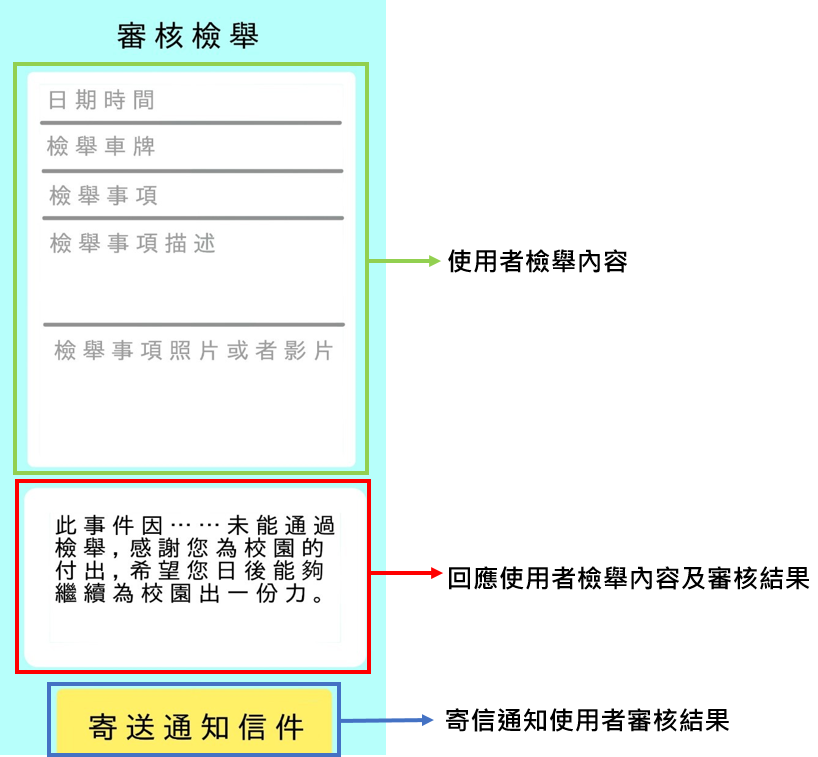 審核檢舉
日期時間
檢舉車牌
檢舉事項
檢舉事項描述
使用者檢舉內容
檢舉事項照片或者影片
此事件因⋯⋯未能通過
檢舉,感謝您為校園的
付出,希望您日後能夠
繼續為校園出一份力。
回應使用者檢舉內容及審核結果
寄送通知信件
寄信通知使用者審核結果